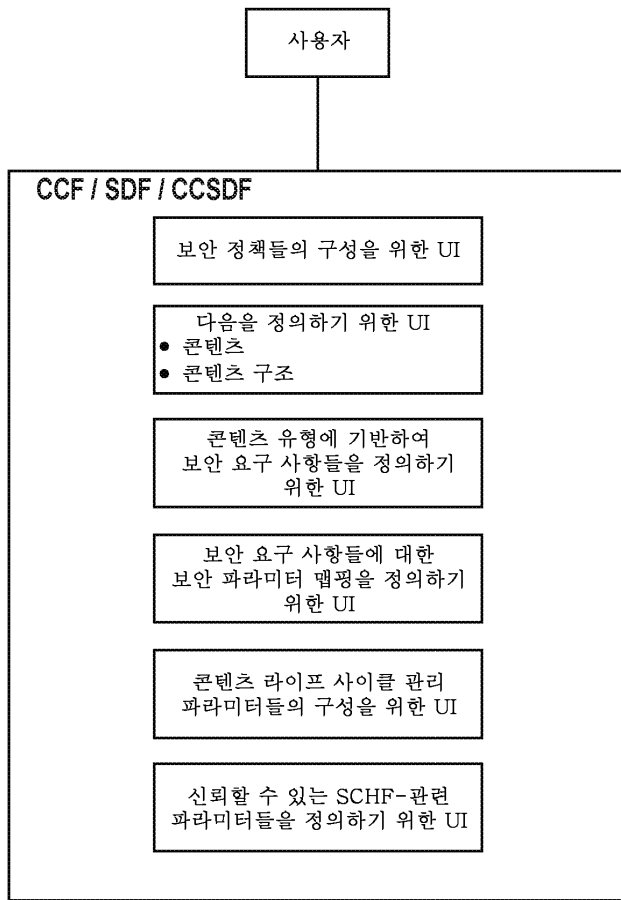 사용자
CCF / SDF / CCSDF
보안 정책들의 구성을 위한 UI
다음을 정의하기 위한 UI
● 콘텐츠
● 콘텐츠 구조
콘텐츠 유형에 기반하여
보안 요구 사항들을 정의하기
위한 UI
보안 요구 사항들에 대한
보안 파라미터 맵핑을 정의하기
위한 UI
콘텐츠 라이프 사이클 관리
파라미터들의 구성을 위한 UI
신뢰할 수 있는 SCHF-관련
파라미터들을 정의하기 위한 UI